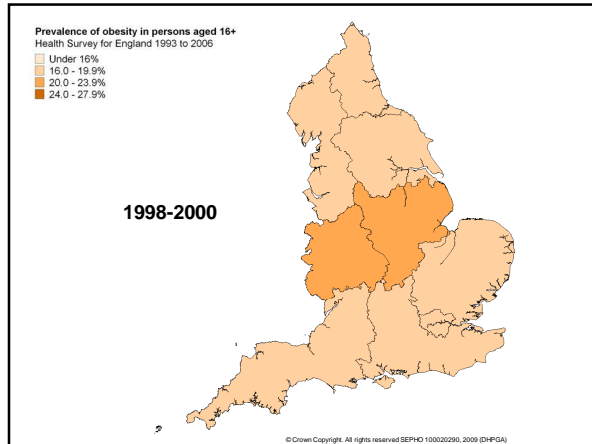 Prevalence of obesity in persons aged 16+
Health Survey for England 1993 to 2006
Under 16%
16.0 - 19.9%
20.0 - 23.9%
24.0 - 27.9%
1998-2000
© Crown Copyright. All rights reserved SEPHO 100020290, 2009 (DHPGA)